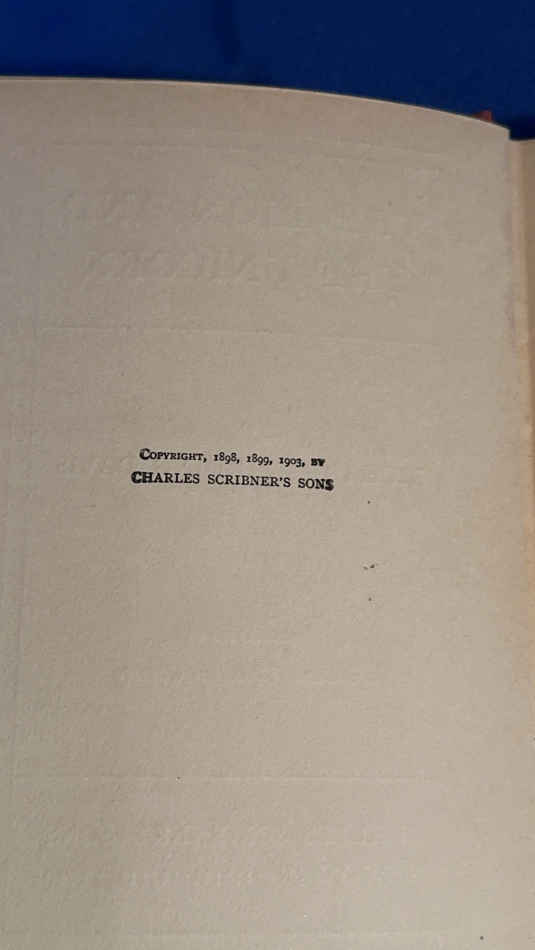 Copyright, 1898, 1899, 1903, by
CHARLES SCRIBNER'S SONS